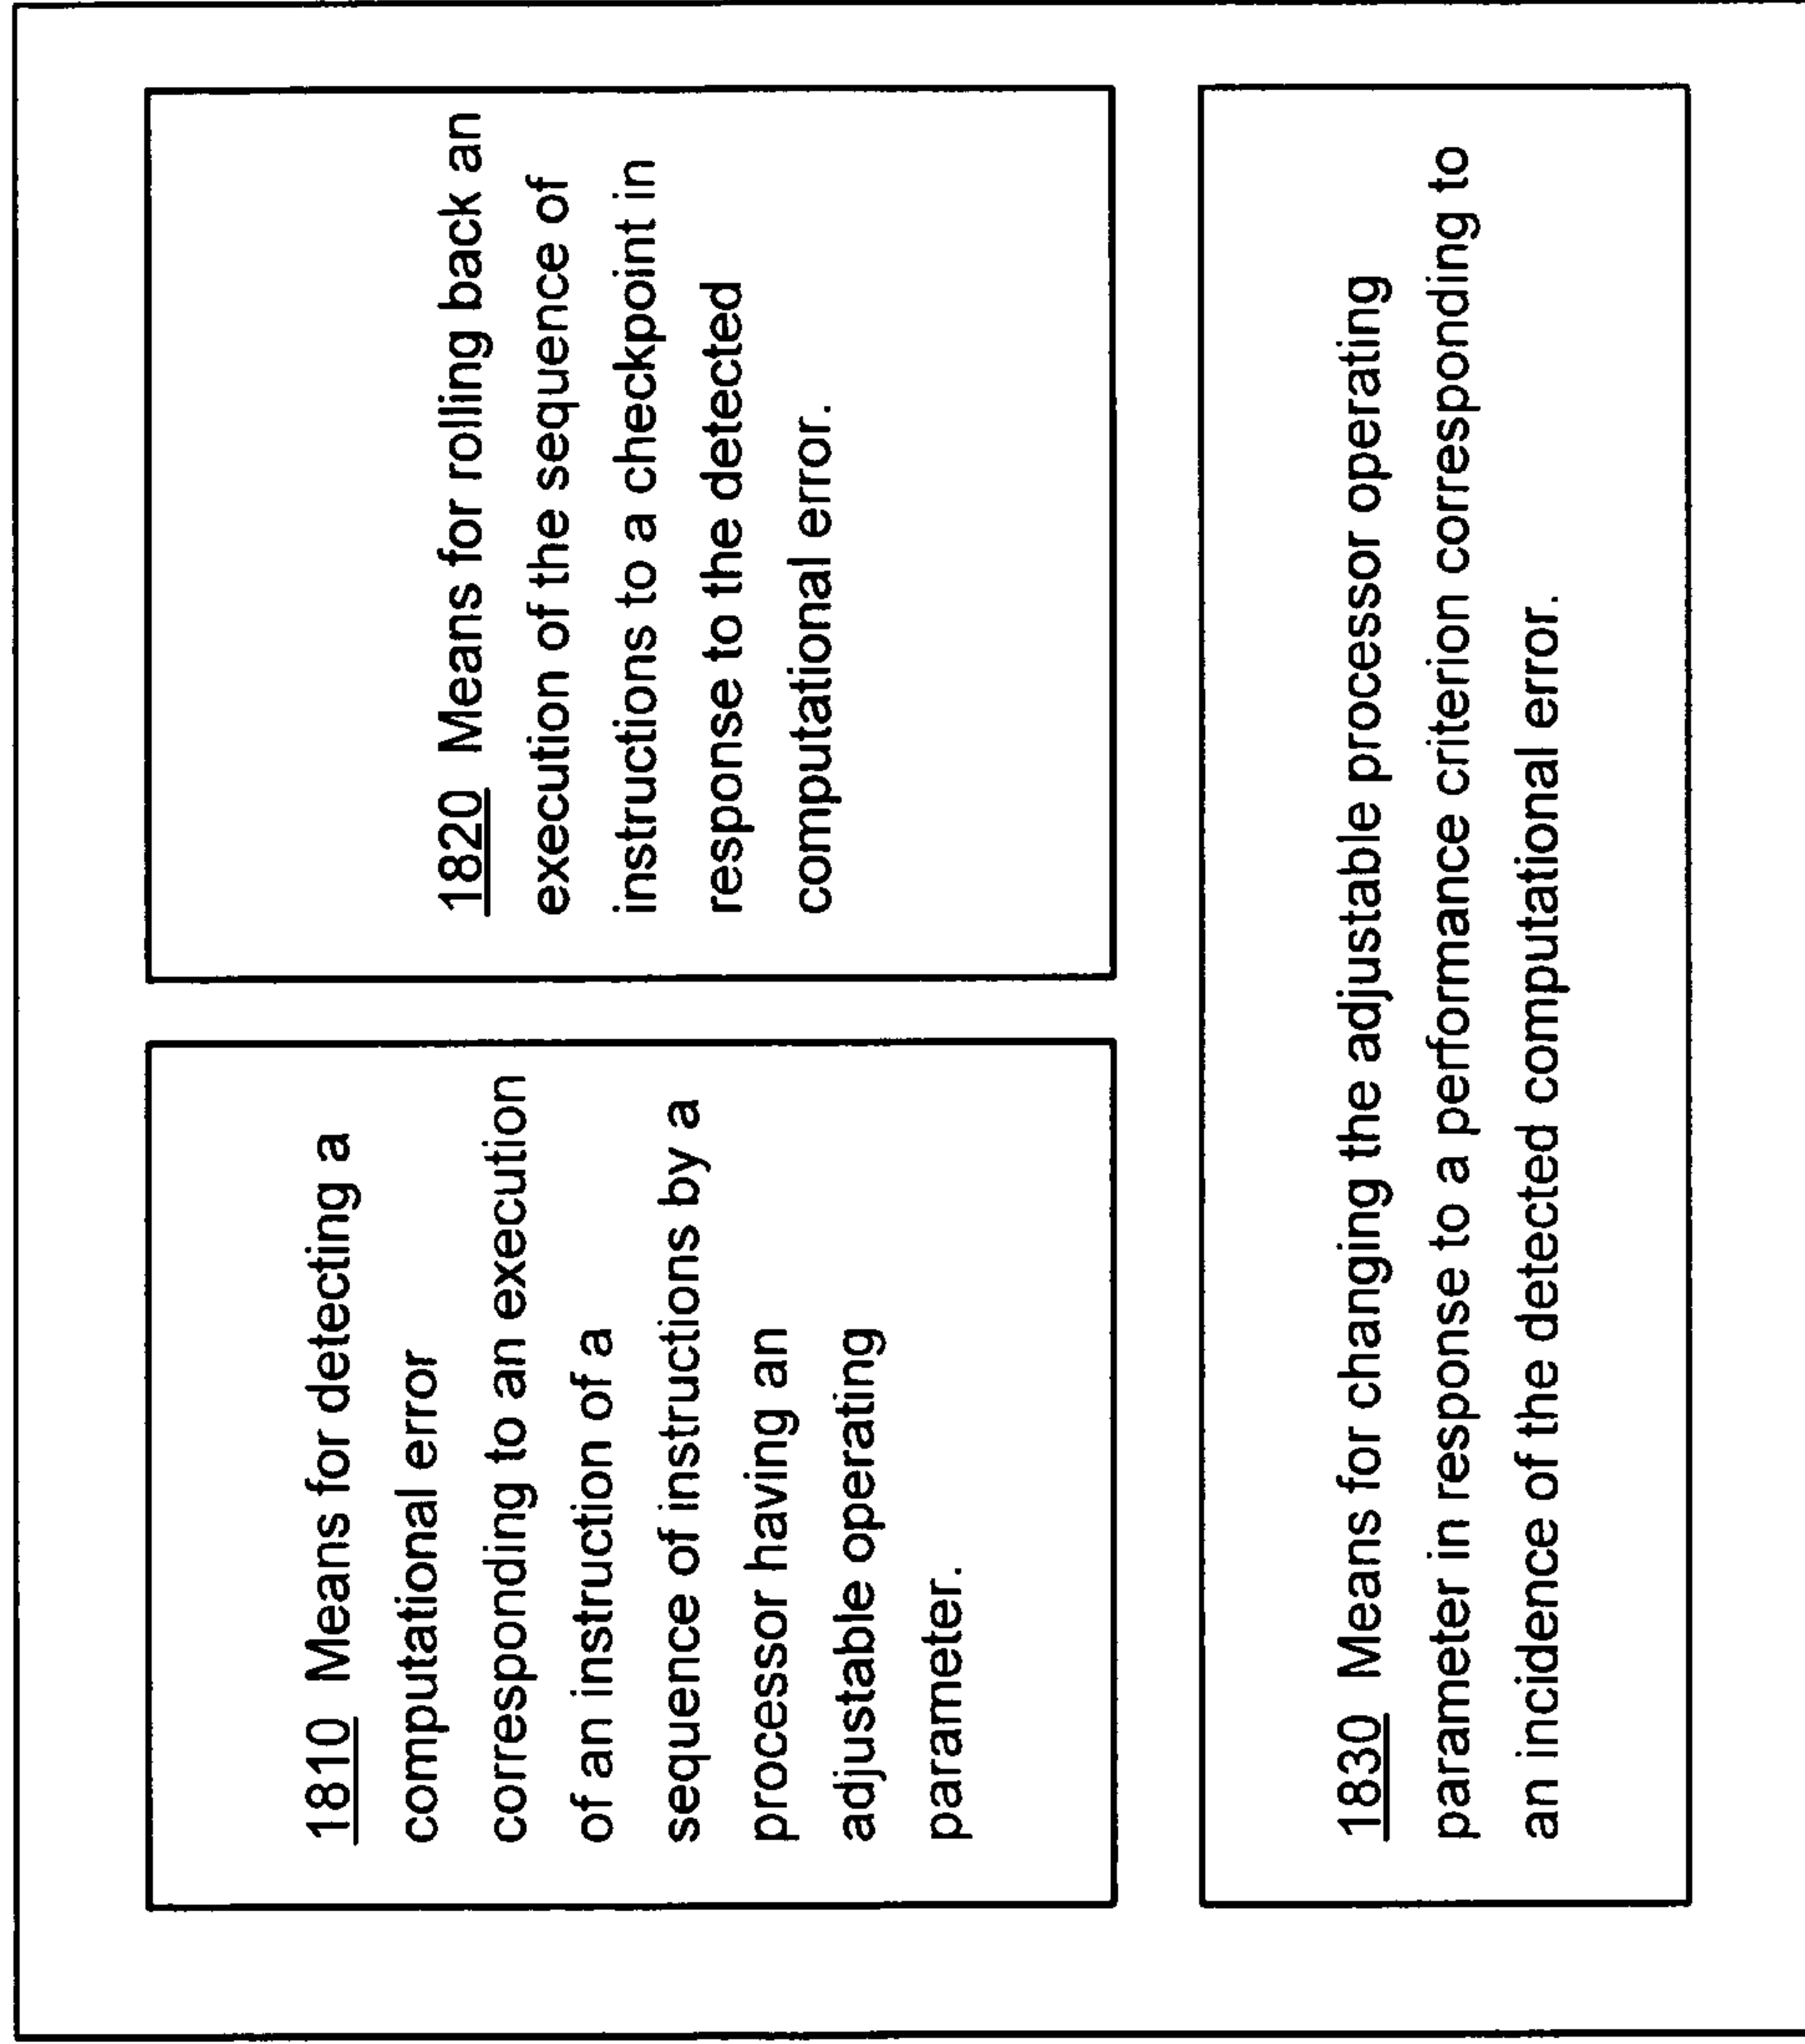 1810 Means for detecting a
computational error
corresponding to an execution
of an instruction of a
sequence of instructions by a
processor having an
adjustable operating
parameter.
1820 Means for rolling back an
execution of the sequence of
instructions to a checkpoint in
response to the detected
computational error.
1830 Means for changing the adjustable processor operating
parameter in response to a performance criterion corresponding to
an incidence of the detected computational error.